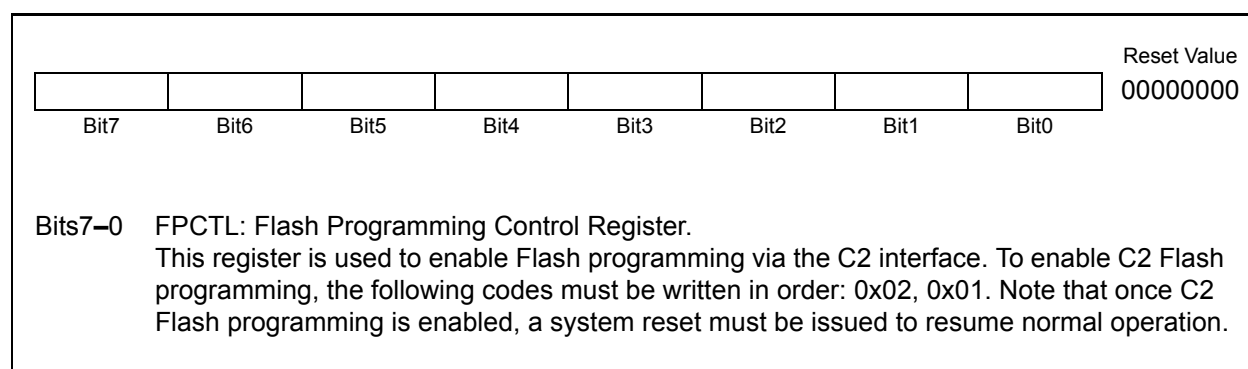 Reset Value
00000000
Bit7 Bit6 Bit5 Bit4 Bit3 Bit2 Bit1 Bit0
Bits7–0 FPCTL: Flash Programming Control Register.
This register is used to enable Flash programming via the C2 interface. To enable C2 Flash
programming, the following codes must be written in order: 0x02, 0x01. Note that once C2
Flash programming is enabled, a system reset must be issued to resume normal operation.